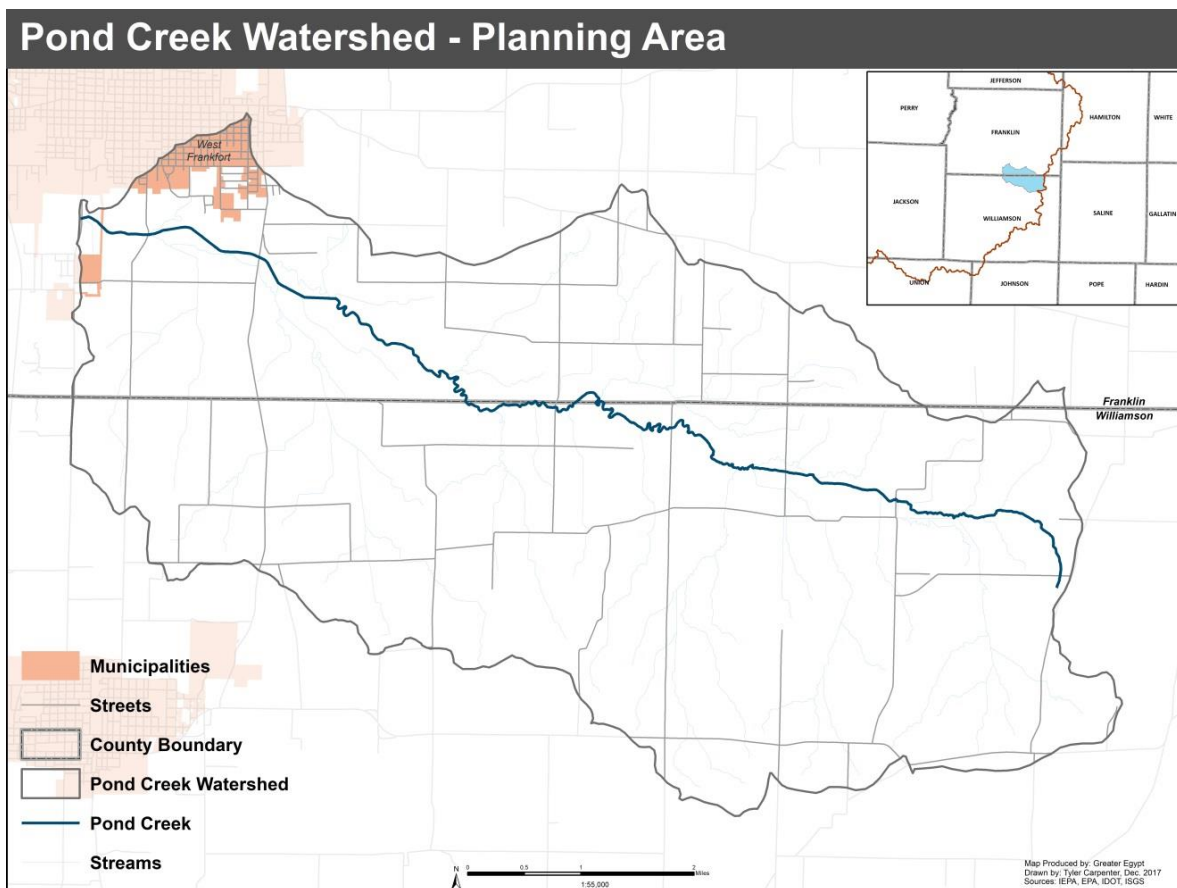 Pond Creek Watershed - Planning Area
JEFFERSON
PERRY
HAMILTON
WHITE
FRANKLIN
JACKSON
WILLIAMSON
SALINE
GALLATIN
UNION
JOHNSON
POPE
HARDIN
West
Frankfort
Franklin
Williamson
Municipalities
Streets
County Boundary
Pond Creek Watershed
Pond Creek
Streams
N
0 0.5 1 2
Miles
1:55,000
Map Produced by: Greater Egypt
Drawn by: Tyler Carpenter, Dec. 2017
Sources: IEPA, EPA, IDOT, ISGS